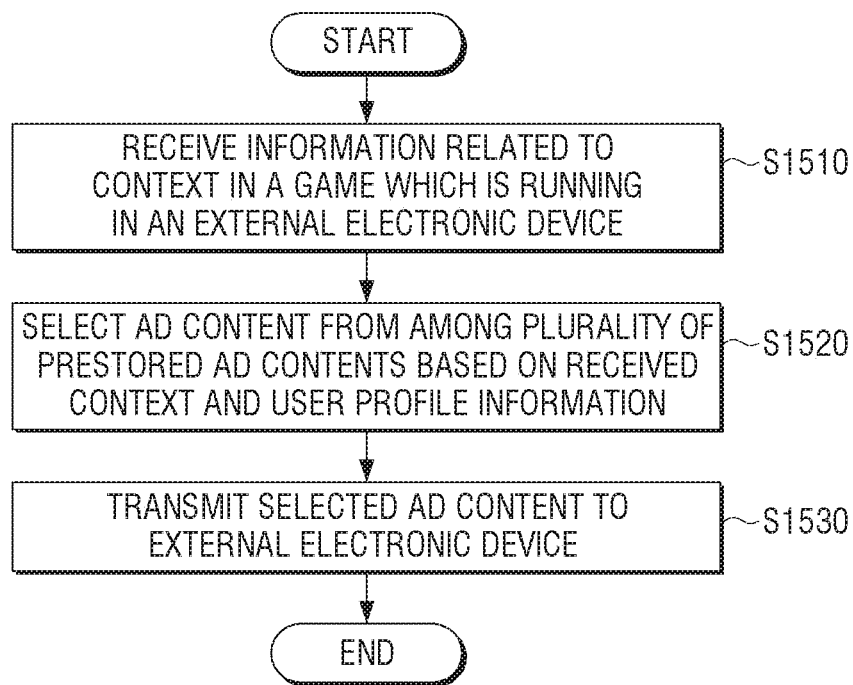 START
RECEIVE INFORMATION RELATED TO
CONTEXT IN A GAME WHICH IS RUNNING
IN AN EXTERNAL ELECTRONIC DEVICE
S1510
SELECT AD CONTENT FROM AMONG PLURALITY OF
PRESTORED AD CONTENTS BASED ON RECEIVED
CONTEXT AND USER PROFILE INFORMATION
S1520
TRANSMIT SELECTED AD CONTENT TO
EXTERNAL ELECTRONIC DEVICE
S1530
END